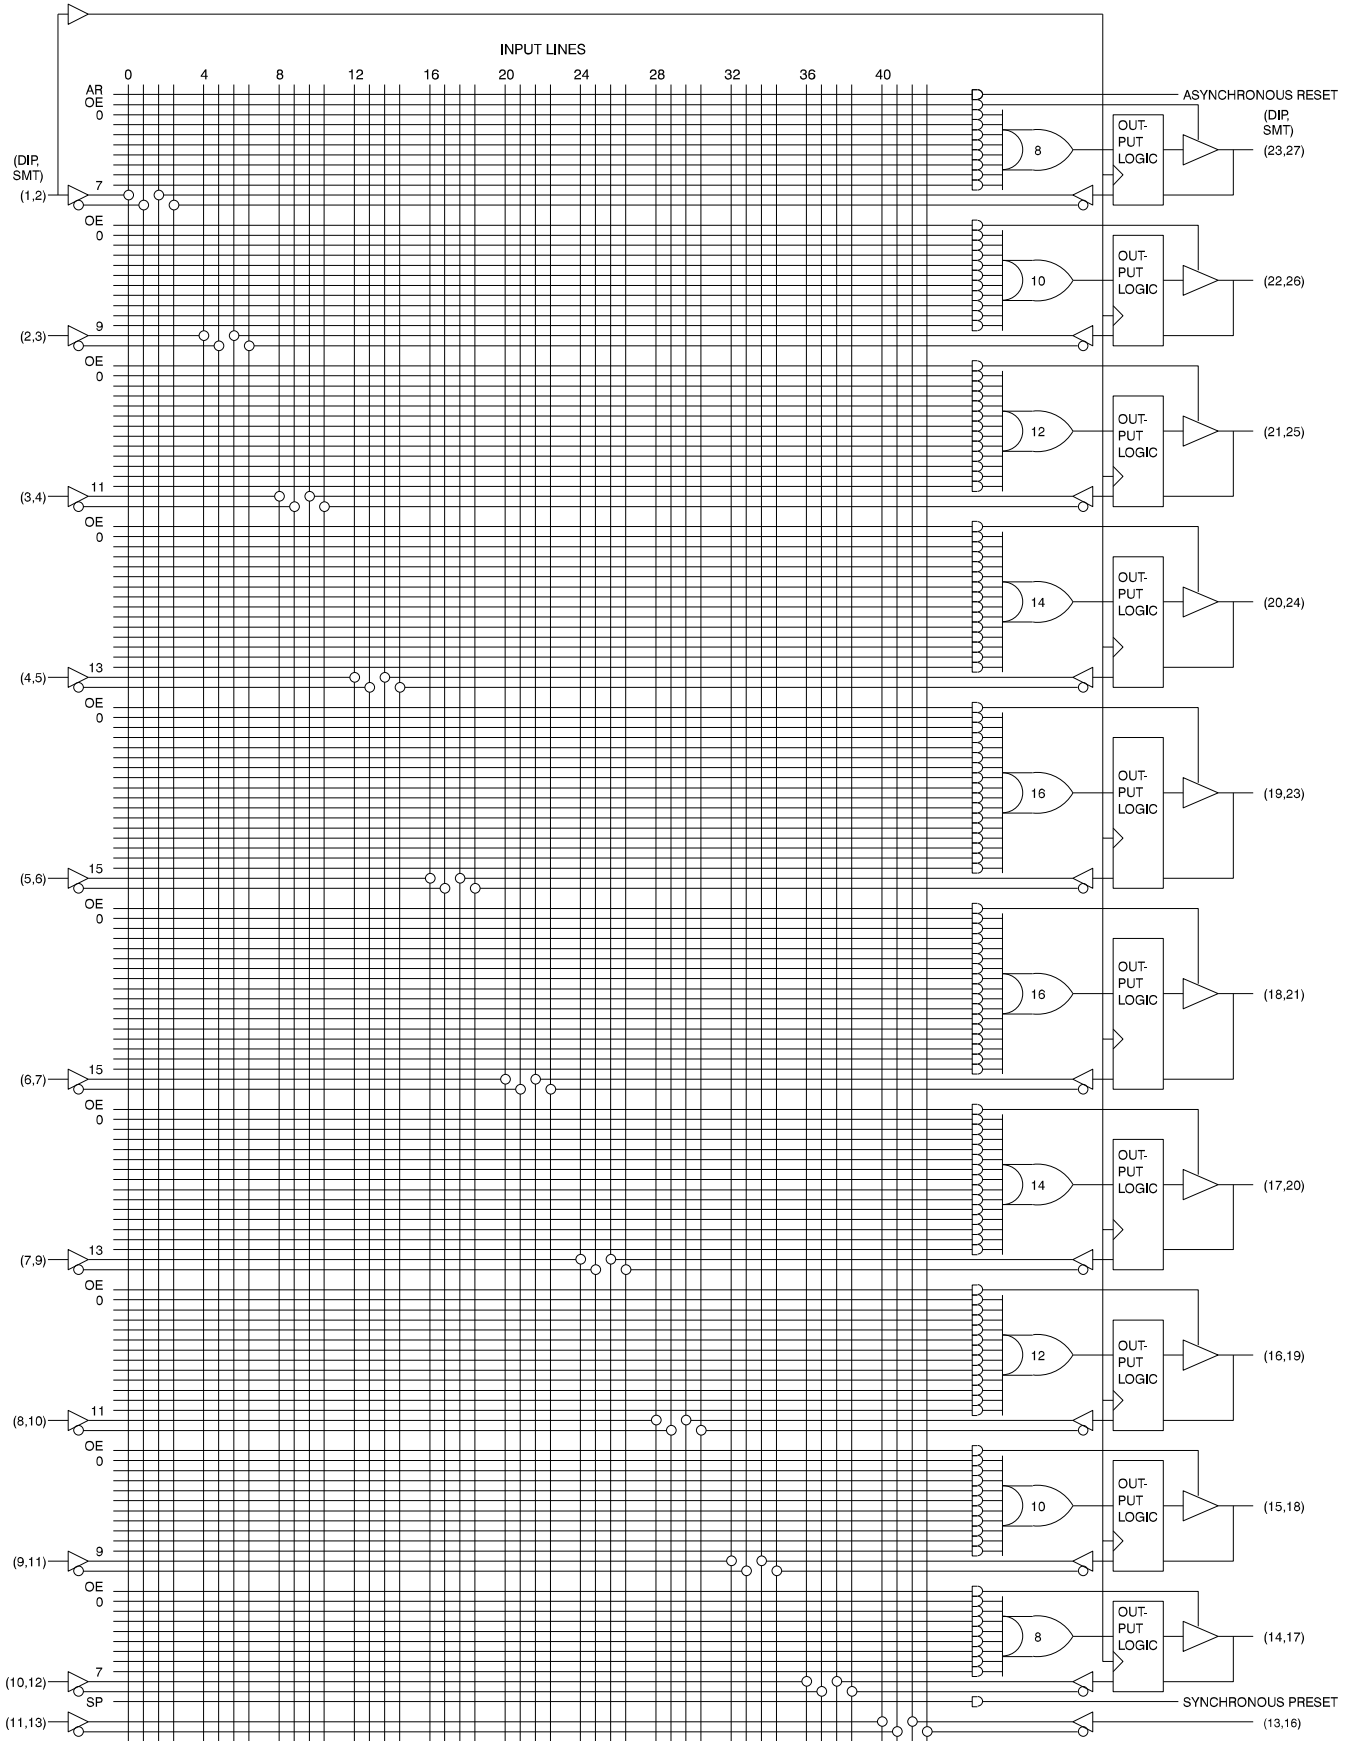 INPUT LINES
0 4 8 12 16 20 24 28 32 36 40
AR
ASYNCHRONOUS RESET
OE
0
(DIP, SMT)
8
OUT-
PUT
LOGIC
(23,27)
(DIP,
SMT)
7
(1,2)
OE
0
10
OUT-
PUT
LOGIC
(22,26)
9
(2,3)
OE
0
12
OUT-
PUT
LOGIC
(21,25)
11
(3,4)
OE
0
14
OUT-
PUT
LOGIC
(20,24)
13
(4,5)
OE
0
16
OUT-
PUT
LOGIC
(19,23)
15
(5,6)
OE
0
16
OUT-
PUT
LOGIC
(18,21)
15
(6,7)
OE
0
14
OUT-
PUT
LOGIC
(17,20)
13
(7,9)
OE
0
12
OUT-
PUT
LOGIC
(16,19)
11
(8,10)
OE
0
10
OUT-
PUT
LOGIC
(15,18)
9
(9,11)
OE
0
8
OUT-
PUT
LOGIC
(14,17)
7
(10,12)
SP
SYNCHRONOUS PRESET
(11,13)
(13,16)